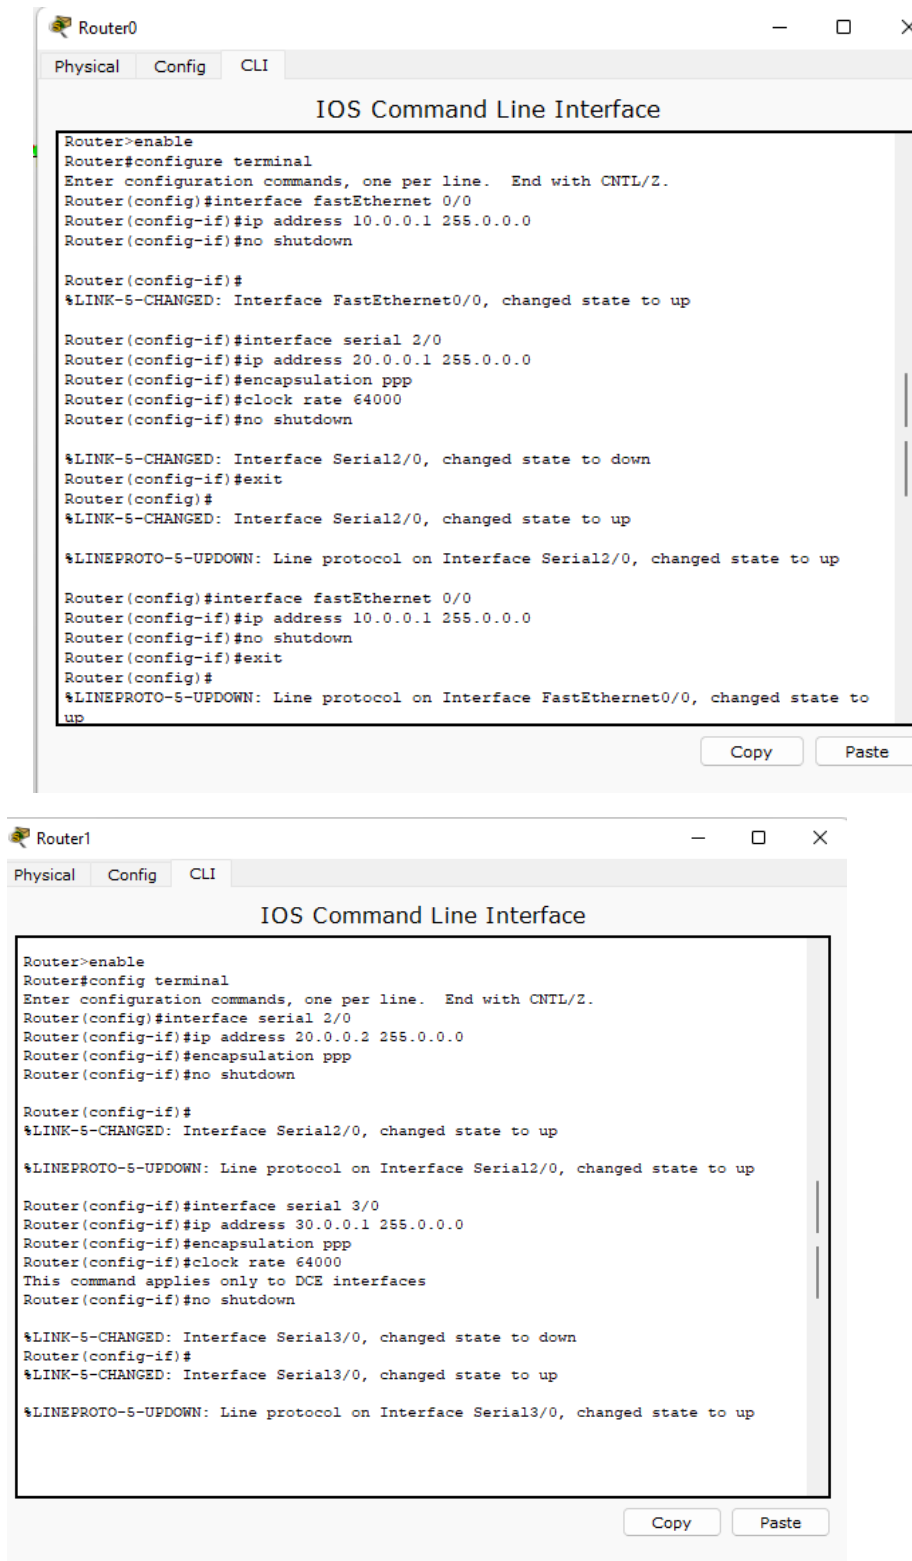 Router0
Physical Config CLI
IOS Command Line Interface
Router>enable
Router#configure terminal
Enter configuration commands, one per line.  End with CNTL/Z.
Router(config)#interface fastEthernet 0/0
Router(config-if)#ip address 10.0.0.1 255.0.0.0
Router(config-if)#no shutdown
Router(config-if)#
%LINK-5-CHANGED: Interface FastEthernet0/0, changed state to up
Router(config-if)#interface serial 2/0
Router(config-if)#ip address 20.0.0.1 255.0.0.0
Router(config-if)#encapsulation ppp
Router(config-if)#clock rate 64000
Router(config-if)#no shutdown
%LINK-5-CHANGED: Interface Serial2/0, changed state to down
Router(config-if)#exit
Router(config)#
%LINK-5-CHANGED: Interface Serial2/0, changed state to up
%LINEPROTO-5-UPDOWN: Line protocol on Interface Serial2/0, changed state to up
Router(config)#interface fastEthernet 0/0
Router(config-if)#ip address 10.0.0.1 255.0.0.0
Router(config-if)#no shutdown
Router(config-if)#exit
Router(config)#
%LINEPROTO-5-UPDOWN: Line protocol on Interface FastEthernet0/0, changed state to
up
Copy Paste
Router1
Physical Config CLI
IOS Command Line Interface
Router>enable
Router#config terminal
Enter configuration commands, one per line.  End with CNTL/Z.
Router(config)#interface serial 2/0
Router(config-if)#ip address 20.0.0.2 255.0.0.0
Router(config-if)#encapsulation ppp
Router(config-if)#no shutdown
Router(config-if)#
%LINK-5-CHANGED: Interface Serial2/0, changed state to up
%LINEPROTO-5-UPDOWN: Line protocol on Interface Serial2/0, changed state to up
Router(config-if)#interface serial 3/0
Router(config-if)#ip address 30.0.0.1 255.0.0.0
Router(config-if)#encapsulation ppp
Router(config-if)#clock rate 64000
This command applies only to DCE interfaces
Router(config-if)#no shutdown
%LINK-5-CHANGED: Interface Serial3/0, changed state to down
Router(config-if)#
%LINK-5-CHANGED: Interface Serial3/0, changed state to up
%LINEPROTO-5-UPDOWN: Line protocol on Interface Serial3/0, changed state to up
Copy Paste